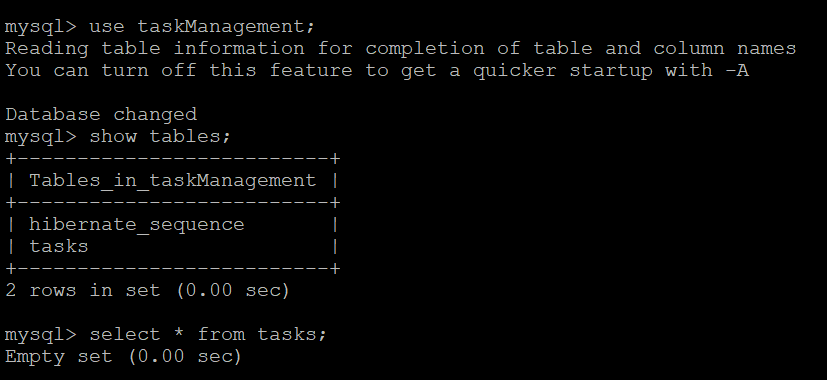 mysql> use taskManagement;
Reading table information for completion of table and column names
You can turn off this feature to get a quicker startup with -A
Database changed
mysql> show tables;
+--------------------------+
| Tables_in_taskManagement |
+--------------------------+
| hibernate_sequence       |
| tasks                    |
+--------------------------+
2 rows in set (0.00 sec)
mysql> select * from tasks;
Empty set (0.00 sec)